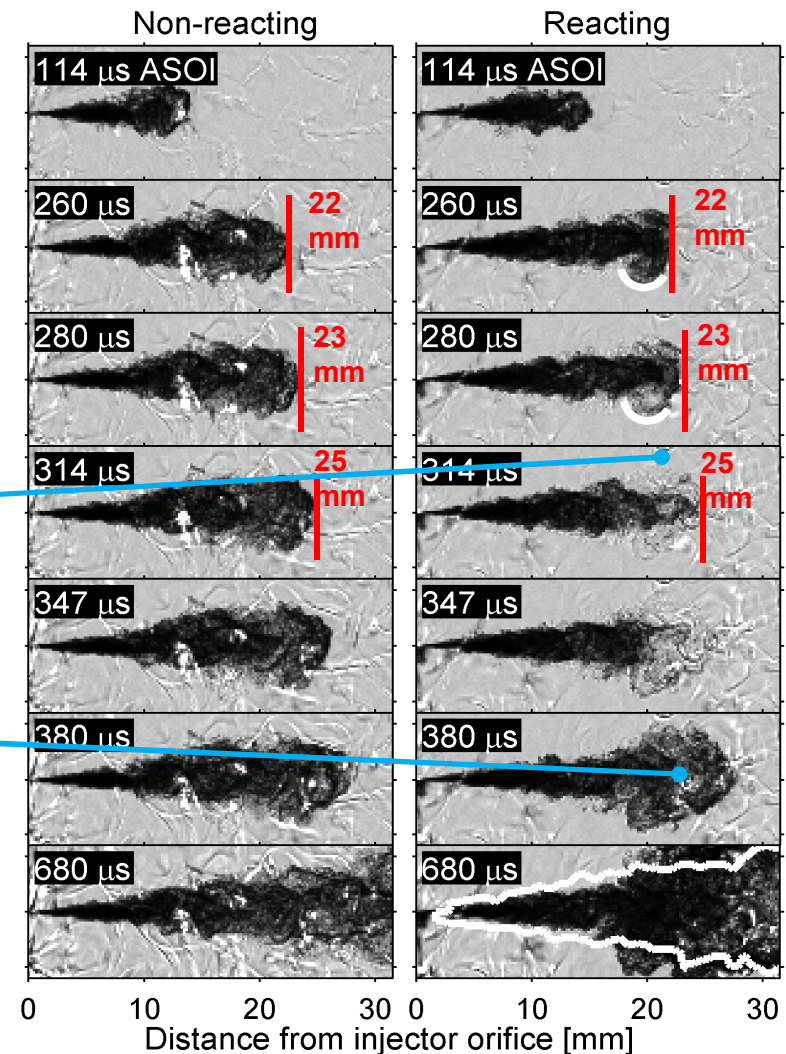 Non-reacting Reacting
114 μs ASOI 114 μs ASOI
260 μs 22 mm 260 μs 22 mm
280 μs 23 mm 280 μs 23 mm
314 μs 25 mm 314 μs 25 mm
347 μs 347 μs
380 μs 380 μs
680 μs 680 μs
0 10 20 30 0 10 20 30
Distance from injector orifice [mm]